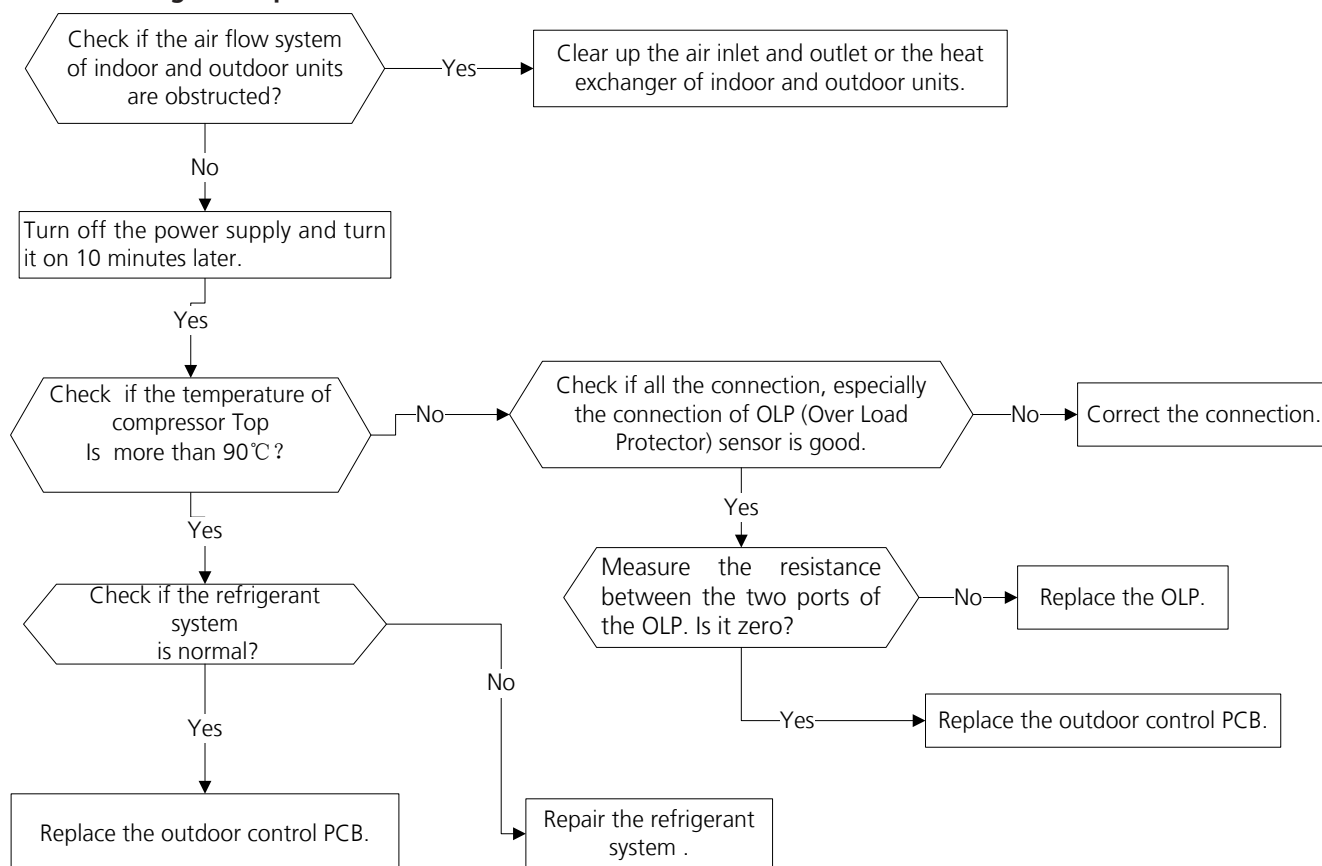 Check if the air flow system
of indoor and outdoor units
are obstructed?
Yes
Clear up the air inlet and outlet or the heat
exchanger of indoor and outdoor units.
No
Turn off the power supply and turn
it on 10 minutes later.
Yes
Check if the temperature of
compressor Top
Is more than 90℃?
No
Check if all the connection, especially
the connection of OLP (Over Load
Protector) sensor is good.
No
Correct the connection.
Yes
Yes
Measure the resistance
between the two ports of
the OLP. Is it zero?
No
Replace the OLP.
Check if the refrigerant
system
is normal?
No
Yes
Replace the outdoor control PCB.
Yes
Replace the outdoor control PCB.
Repair the refrigerant
system .